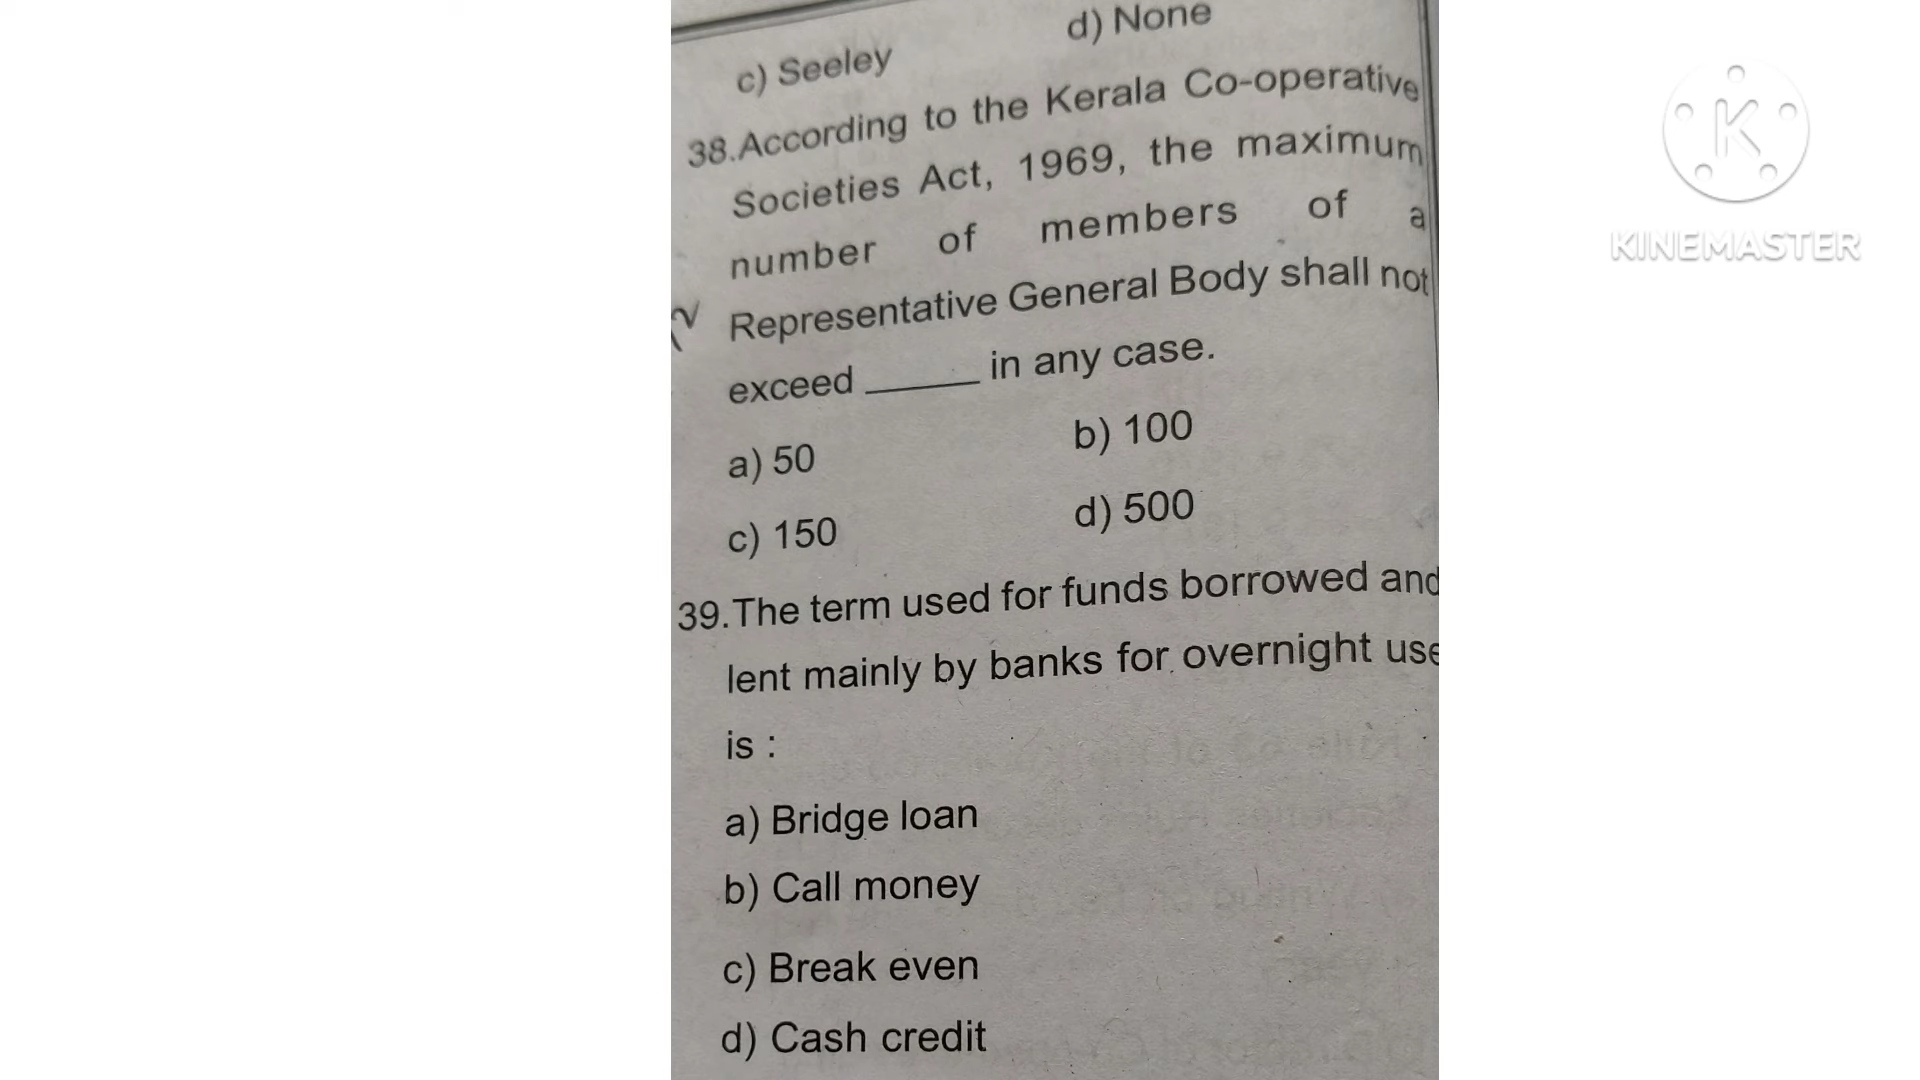 c) Seeley
d) None
38.According to the Kerala Co-operative
Societies Act, 1969, the maximum
number of members of a
Representative General Body shall not
exceed ______ in any case.
a) 50
b) 100
c) 150
d) 500
39.The term used for funds borrowed and
lent mainly by banks for overnight use
is :
a) Bridge loan
b) Call money
c) Break even
d) Cash credit
K
KINEMASTER